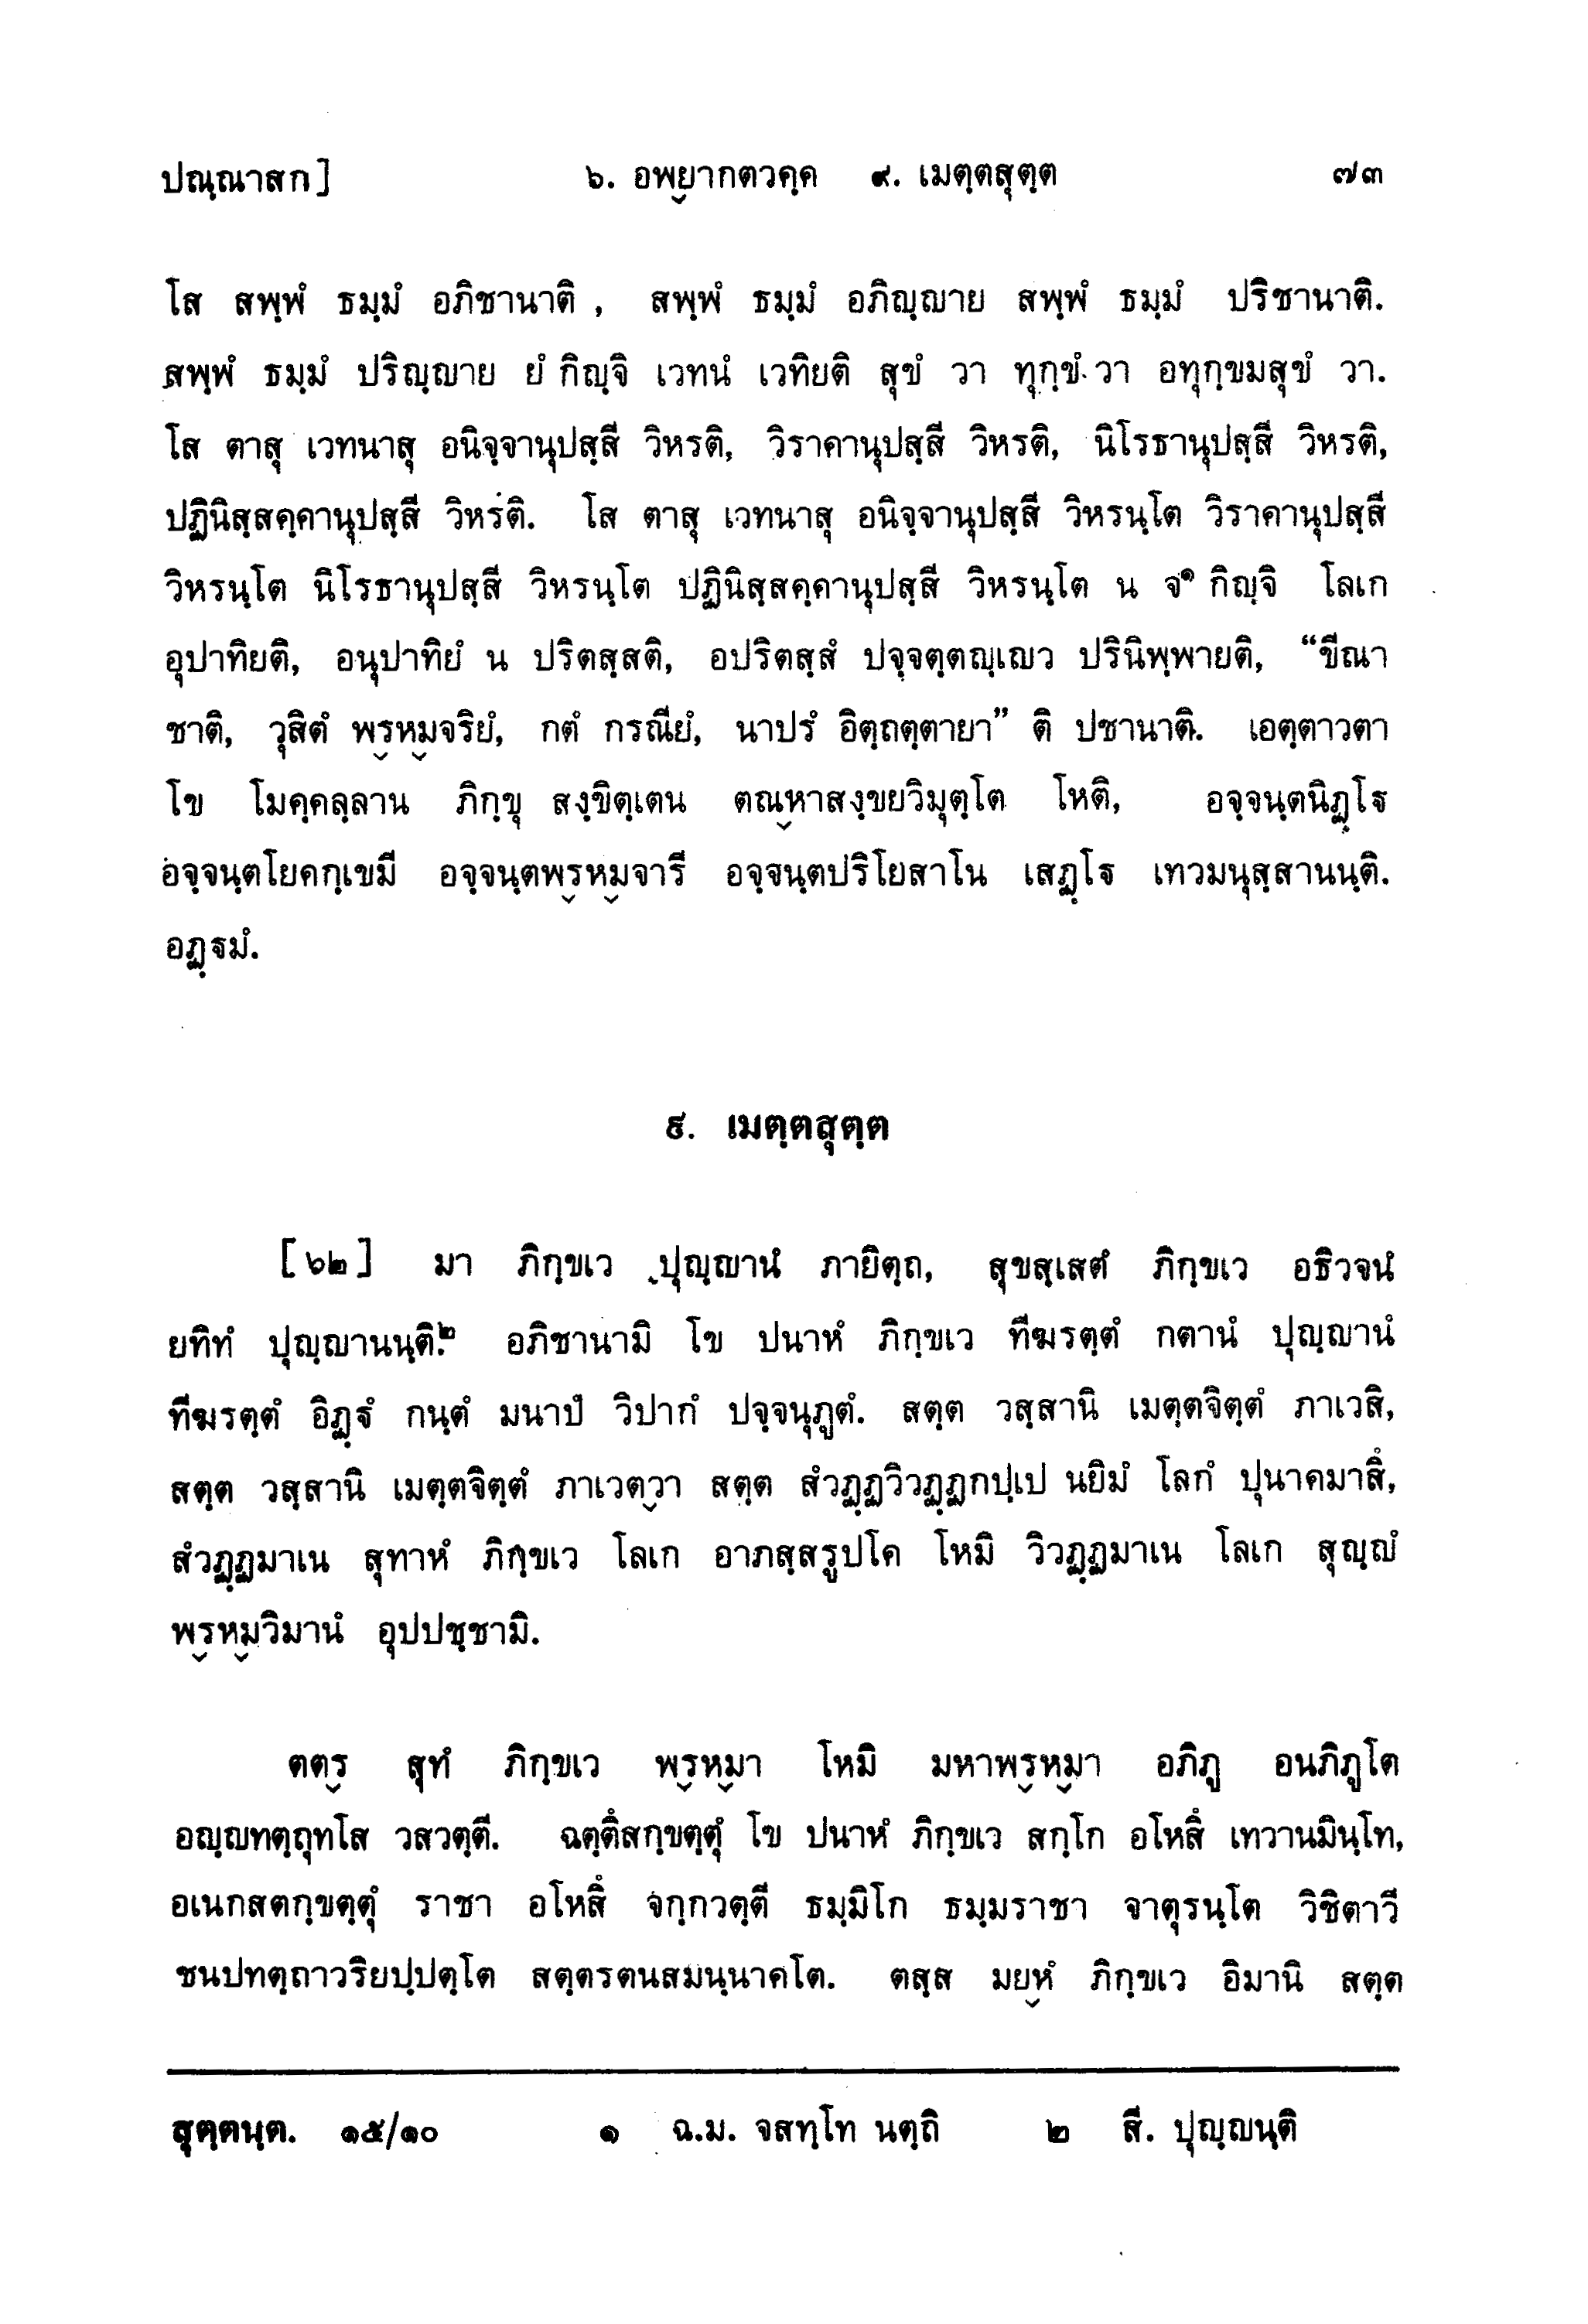 ปณฺณาสก]	๖. อพฺย๎ากตวคฺค ๙. เมตฺตสุตฺต	๗๓
โส สพฺพํ ธมฺมํ อภิชานาติ , สพฺพํ ธมฺมํ อภิญฺญาย สพฺพํ ธมฺมํ ปริชานาติ.
สพฺพํ ธมฺมํ ปริญฺญาย ยํ กิญฺจิ เวทนํ เวทิยติ สุขํ วา ทุกฺขํ วา อทุกฺขมสุขํ วา.
โส ตาสุ เวทนาสุ อนิจฺจานุปสฺสี วิหรติ, วิราคานุปสฺสี วิหรติ, นิโรธานุปสฺสี วิหรติ,
ปฏินิสฺสคฺคานุปสฺสี วิหรติ. โส ตาสุ เวทนาสุ อนิจฺจานุปสฺสี วิหรนฺโต วิราคานุปสฺสี
วิหรนฺโต นิโรธานุปสฺสี วิหรนฺโต ปฏินิสฺสคฺคานุปสฺสี วิหรนฺโต น จ๑ กิญฺจิ โลเก
อุปาทิยติ, อนุปาทิยํ น ปริตสฺสติ, อปริตสฺสํ ปจฺจตฺตญฺเญว ปรินิพฺพายติ, “ขีณา
ชาติ, วุสิตํ พฺร๎หฺม๎จริยํ, กตํ กรณียํ, นาปรํ อิตฺถตฺตายา” ติ ปชานาติ. เอตฺตาวตา
โข โมคฺคลฺลาน ภิกฺขุ สงฺขิตฺเตน ตณฺห๎าสงฺขยวิมุตฺโต โหติ, อจฺจนฺตนิฏฺโฐ
อจฺจนฺตโยคกฺเขมี อจฺจนฺตพฺร๎หฺม๎จารี อจฺจนฺตปริโยสาโน เสฏฺโฐ เทวมนุสฺสานนฺติ.
อฏฺฐมํ.
๙. เมตฺตสุตฺต
[๖๒] มา ภิกฺขเว ปุญฺญานํ ภายิตฺถ, สุขสฺเสตํ ภิกฺขเว อธิวจนํ
ยทิทํ ปุญฺญานนฺติ.๒ อภิชานามิ โข ปนาหํ ภิกฺขเว ทีฆรตฺตํ กตานํ ปุญฺญานํ
ทีฆรตฺตํ อิฏฺฐํ กนฺตํ มนาปํ วิปากํ ปจฺจนุภูตํ. สตฺต วสฺสานิ เมตฺตจิตฺตํ ภาเวสิ,
สตฺต วสฺสานิ เมตฺตจิตฺตํ ภาเวตฺว๎า สตฺต สํวฏฺฏวิวฏฺฏกปฺเป นยิมํ โลกํ ปุนาคมาสึ,
สํวฏฺฏมาเน สุทาหํ ภิกฺขเว โลเก อาภสฺสรูปโค โหมิ วิวฏฺฏมาเน โลเก สุญฺญํ
พฺร๎หฺม๎วิมานํ อุปปชฺชามิ.
ตตฺร๎ สุทํ ภิกฺขเว พฺร๎หฺม๎า โหมิ มหาพฺร๎หฺม๎า อภิภู อนภิภูโต
อญฺญทตฺถุทโส วสวตฺตี. ฉตฺตึสกฺขตฺตุํ โข ปนาหํ ภิกฺขเว สกฺโก อโหสึ เทวานมินฺโท,
อเนกสตกฺขตฺตุํ ราชา อโหสึ จกฺกวตฺตี ธมฺมิโก ธมฺมราชา จาตุรนฺโต วิชิตาวี
ชนปทตฺถาวริยปฺปตฺโต สตฺตรตนสมนฺนาคโต. ตสฺส มยฺห๎ํ ภิกฺขเว อิมานิ สตฺต
สุตฺตนฺต. ๑๕/๑๐	๑ ฉ.ม. จสทฺโท นตฺถิ	๒ สี. ปุญฺญนฺติ